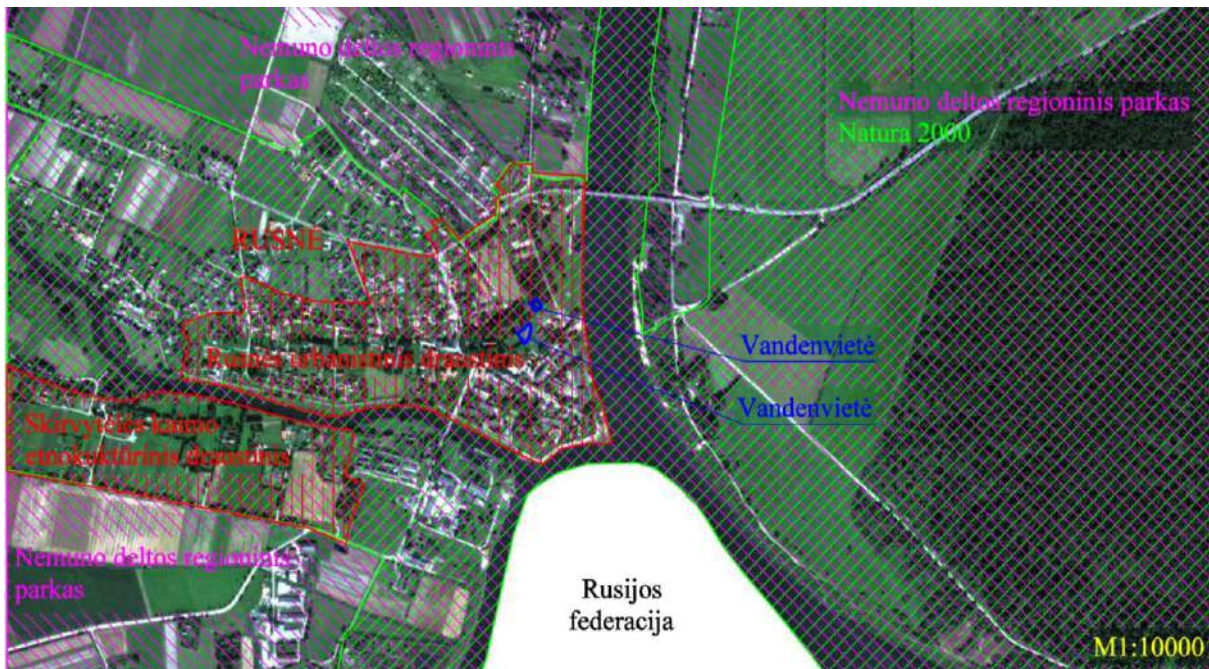 Nemuno deltos regioninis
parkas
Nemuno deltos regioninis parkas
Natura 2000
RUSNĖ
Vandenvietė
Rusnės urbanistinis draustinis
Vandenvietė
Skirvytėlės kaimo
etnokultūrinis draustinis
Nemuno deltos regioninis
parkas
Rusijos
federacija
M1:10000